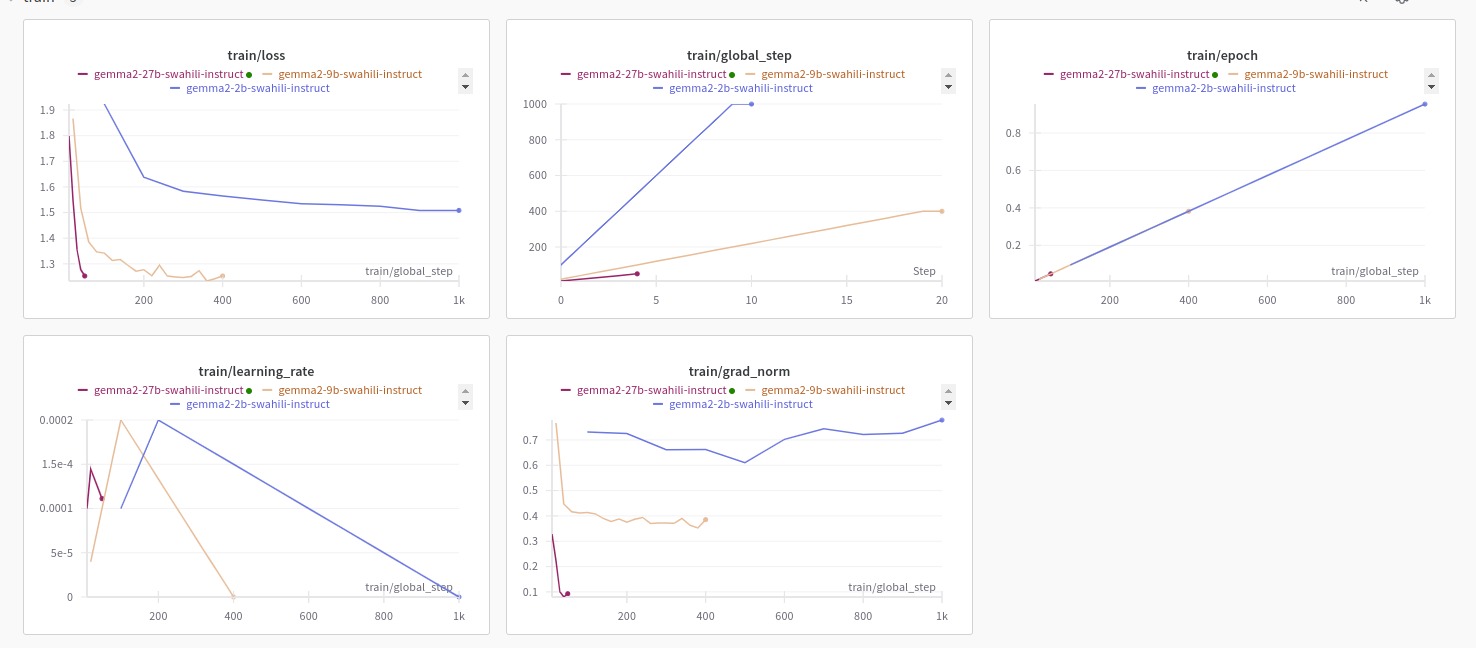 train/loss
gemma2-27b-swahili-instruct gemma2-9b-swahili-instruct
gemma2-2b-swahili-instruct
1.9
1.8
1.7
1.6
1.5
1.4
1.3
train/global_step
200 400 600 800 1k
train/global_step
gemma2-27b-swahili-instruct gemma2-9b-swahili-instruct
gemma2-2b-swahili-instruct
1000
800
600
400
200
Step
0 5 10 15 20
train/epoch
gemma2-27b-swahili-instruct gemma2-9b-swahili-instruct
gemma2-2b-swahili-instruct
0.8
0.6
0.4
0.2
train/global_step
200 400 600 800 1k
train/learning_rate
gemma2-27b-swahili-instruct gemma2-9b-swahili-instruct
gemma2-2b-swahili-instruct
0.0002
1.5e-4
0.0001
5e-5
0
train/global_step
200 400 600 800 1k
train/grad_norm
gemma2-27b-swahili-instruct gemma2-9b-swahili-instruct
gemma2-2b-swahili-instruct
0.7
0.6
0.5
0.4
0.3
0.2
0.1
train/global_step
200 400 600 800 1k